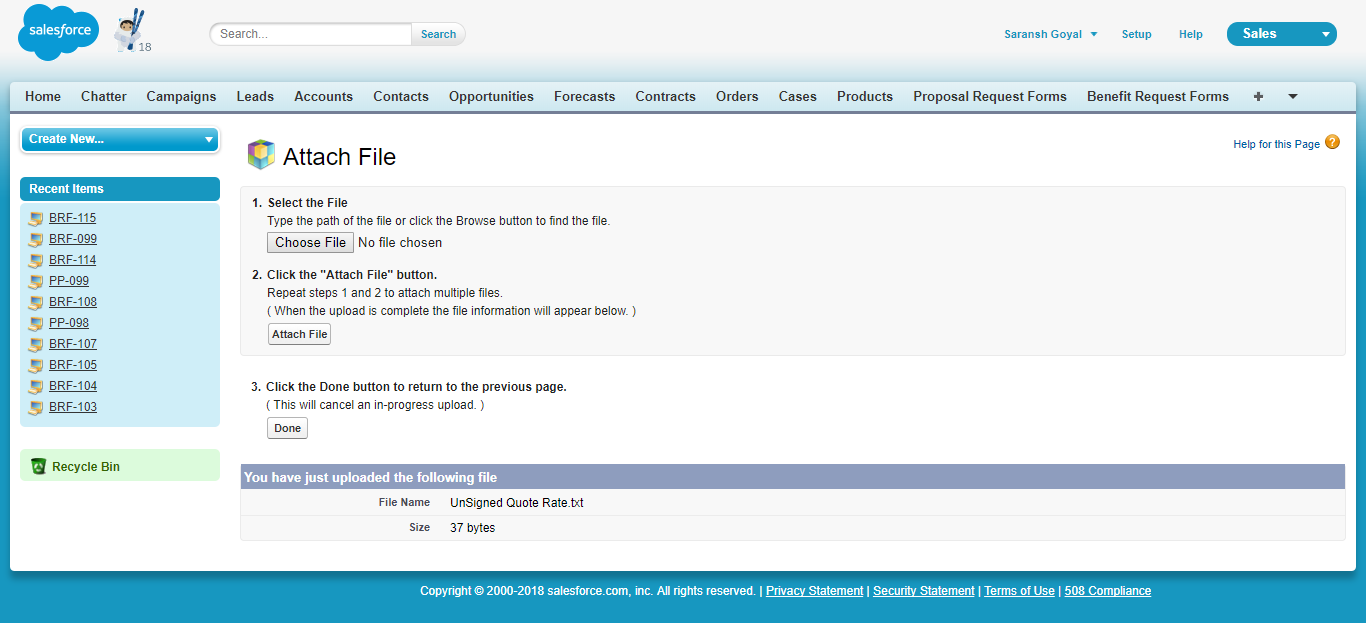 salesforce
18
Search...
Search
Saransh Goyal
Setup
Help
Sales
Home Chatter Campaigns Leads Accounts Contacts Opportunities Forecasts Contracts Orders Cases Products Proposal Request Forms Benefit Request Forms +
Create New...
Recent Items
BRF-115
BRF-099
BRF-114
PP-099
BRF-108
PP-098
BRF-107
BRF-105
BRF-104
BRF-103
Recycle Bin
Attach File
Help for this Page ?
1. Select the File
Type the path of the file or click the Browse button to find the file.
Choose File No file chosen
2. Click the "Attach File" button.
Repeat steps 1 and 2 to attach multiple files.
( When the upload is complete the file information will appear below. )
Attach File
3. Click the Done button to return to the previous page.
( This will cancel an in-progress upload. )
Done
You have just uploaded the following file
File Name UnSigned Quote Rate.txt
Size 37 bytes
Copyright © 2000-2018 salesforce.com, inc. All rights reserved. | Privacy Statement | Security Statement | Terms of Use | 508 Compliance